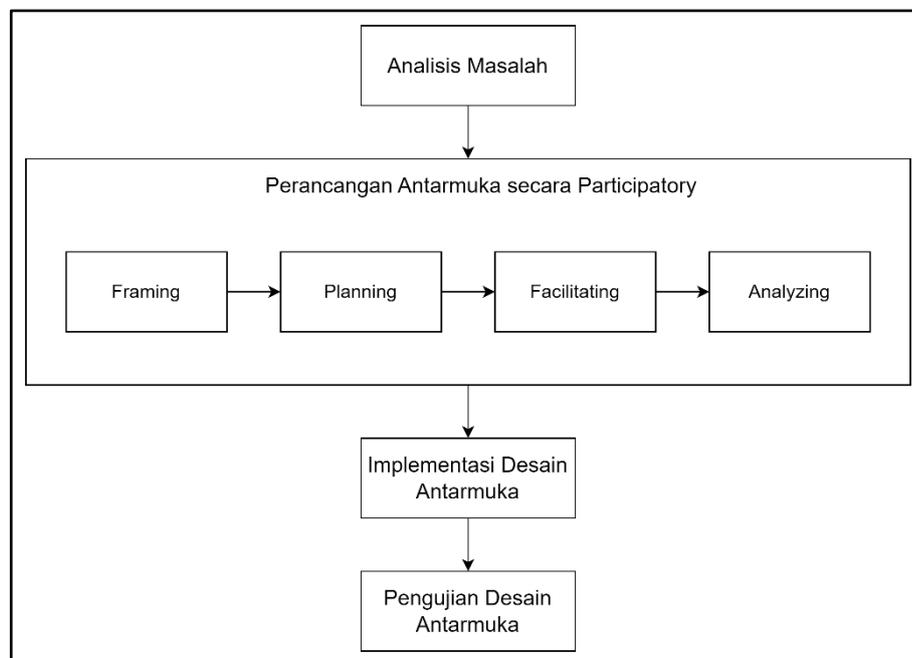 Analisis Masalah
Perancangan Antarmuka secara Participatory
Framing
Planning
Facilitating
Analyzing
Implementasi Desain
Antarmuka
Pengujian Desain
Antarmuka